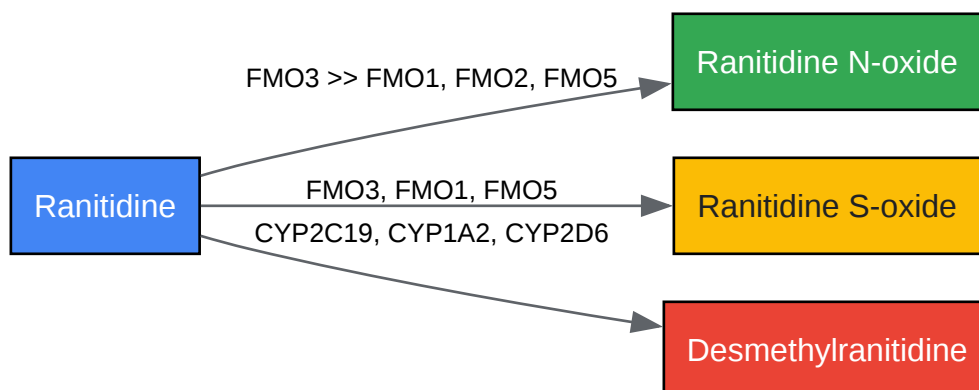 Ranitidine N-oxide
FMO3 >> FMO1, FMO2, FMO5
Ranitidine
FMO3, FMO1, FMO5
Ranitidine S-oxide
CYP2C19, CYP1A2, CYP2D6
Desmethylranitidine